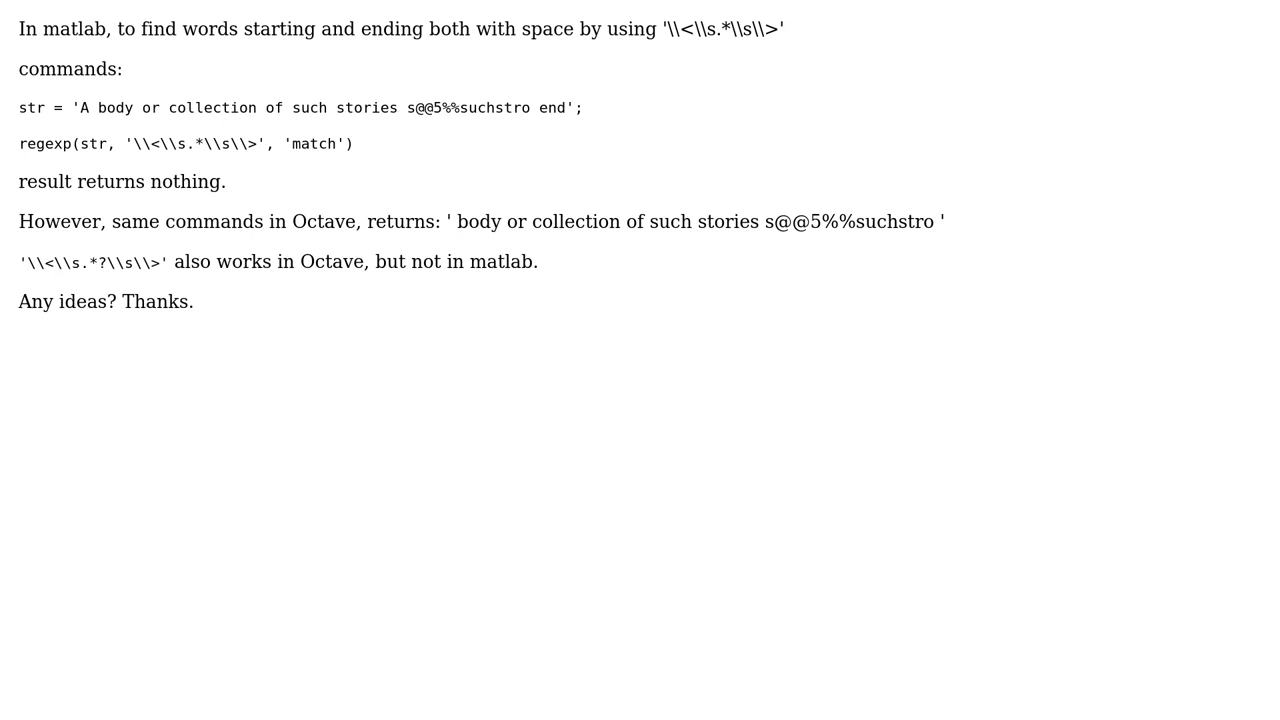 In matlab, to find words starting and ending both with space by using '\\<\\s.*\\s\\>'
commands:
str = 'A body or collection of such stories s@@5%%suchstro end';
regexp(str, '\\<\\s.*\\s\\>', 'match')
result returns nothing.
However, same commands in Octave, returns: ' body or collection of such stories s@@5%%suchstro '
'\\<\\s.*?\\s\\>' also works in Octave, but not in matlab.
Any ideas? Thanks.